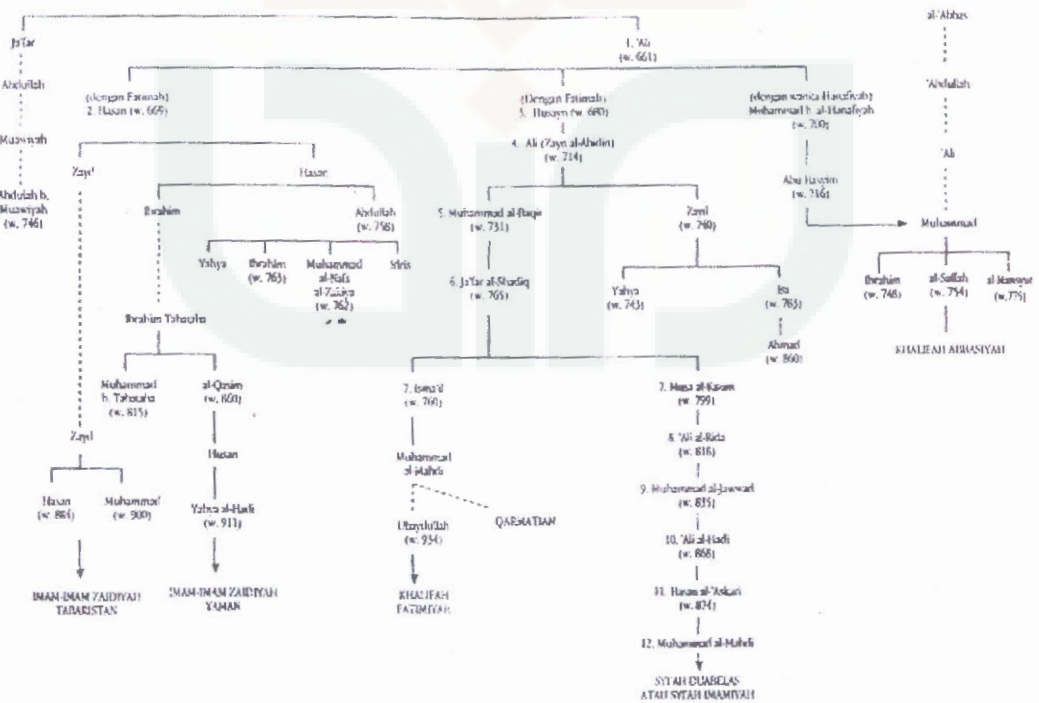 Ja'far
1. 'Ali
(w. 661)
al-'Abbas
Abdullah
(dengan Fatimah)
2. Hasan (w. 669)
(Dengan Fatimah)
3. Husayn (w. 680)
(dengan wanita Hanafiyah)
Muhammad b. al-Hanafiyah
(w. 700)
'Abdullah
Muawiyah
4. Ali (Zayn al-Abidin)
(w. 714)
'Ali
Zayd
Hasan
Abu Hasyim
(w. 716)
Abdulah b.
Muawiyah
(w. 746)
Ibrahim
Abdullah
(w. 758)
5. Muhammad al-Baqir
(w. 731)
Zayd
(w. 740)
Muhammad
Yahya
Ibrahim
(w. 763)
Muhammad
al-Nafs
al-Zakiya
(w. 762)
Idris
6. Ja'far al-Shadiq
(w. 765)
Yahya
(w. 743)
Isa
(w. 783)
Ibrahim
(w. 748)
al-Saffah
(w. 754)
al-Mansyur
(w. 775)
Ibrahim Tabataba
Ahmad
(w. 860)
KHALIFAH ABBASIYAH
Muhammad
b. Tabataba
(w. 815)
al-Qasim
(w. 860)
7. Isma'il
(w. 760)
7. Musa al-Kazam
(w. 799)
Zayd
Husan
Muhammad
al-Mahdi
8. 'Ali al-Rida
(w. 818)
Hasan
(w. 884)
Muhammad
(w. 900)
Yahya al-Hadi
(w. 911)
Ubaydullah
(w. 934)
QARMATIAN
9. Muhammad al-Jawwad
(w. 835)
10. 'Ali al-Hadi
(w. 868)
IMAM-IMAM ZAIDIYAH
TABARISTAN
IMAM-IMAM ZAIDIYAH
YAMAN
KHALIFAH
FATIMIYAH
11. Hasan al-'Askari
(w. 874)
12. Muhammad al-Mahdi
SYI'AH DUABELAS
ATAU SYI'AH IMAMIYAH